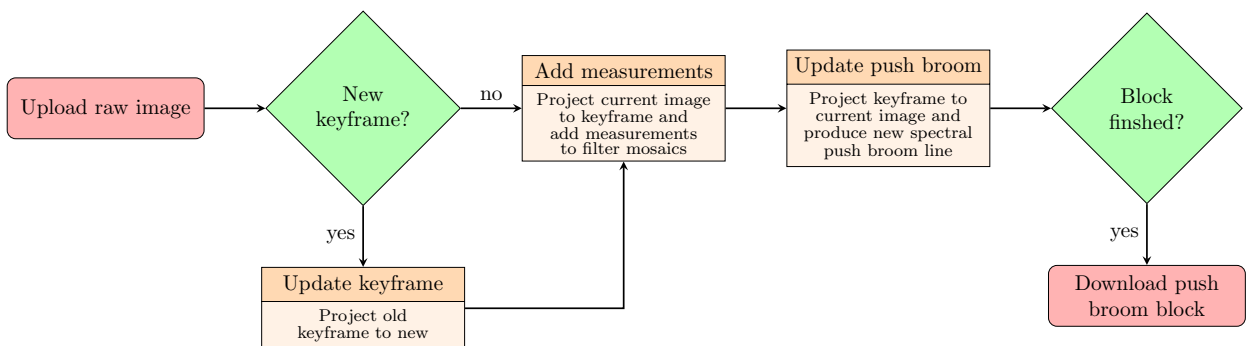 Upload raw image
New
keyframe?
no
yes
Update keyframe
Project old
keyframe to new
Add measurements
Project current image
to keyframe and
add measurements
to filter mosaics
Update push broom
Project keyframe to
current image and
produce new spectral
push broom line
Block
finshed?
yes
Download push
broom block